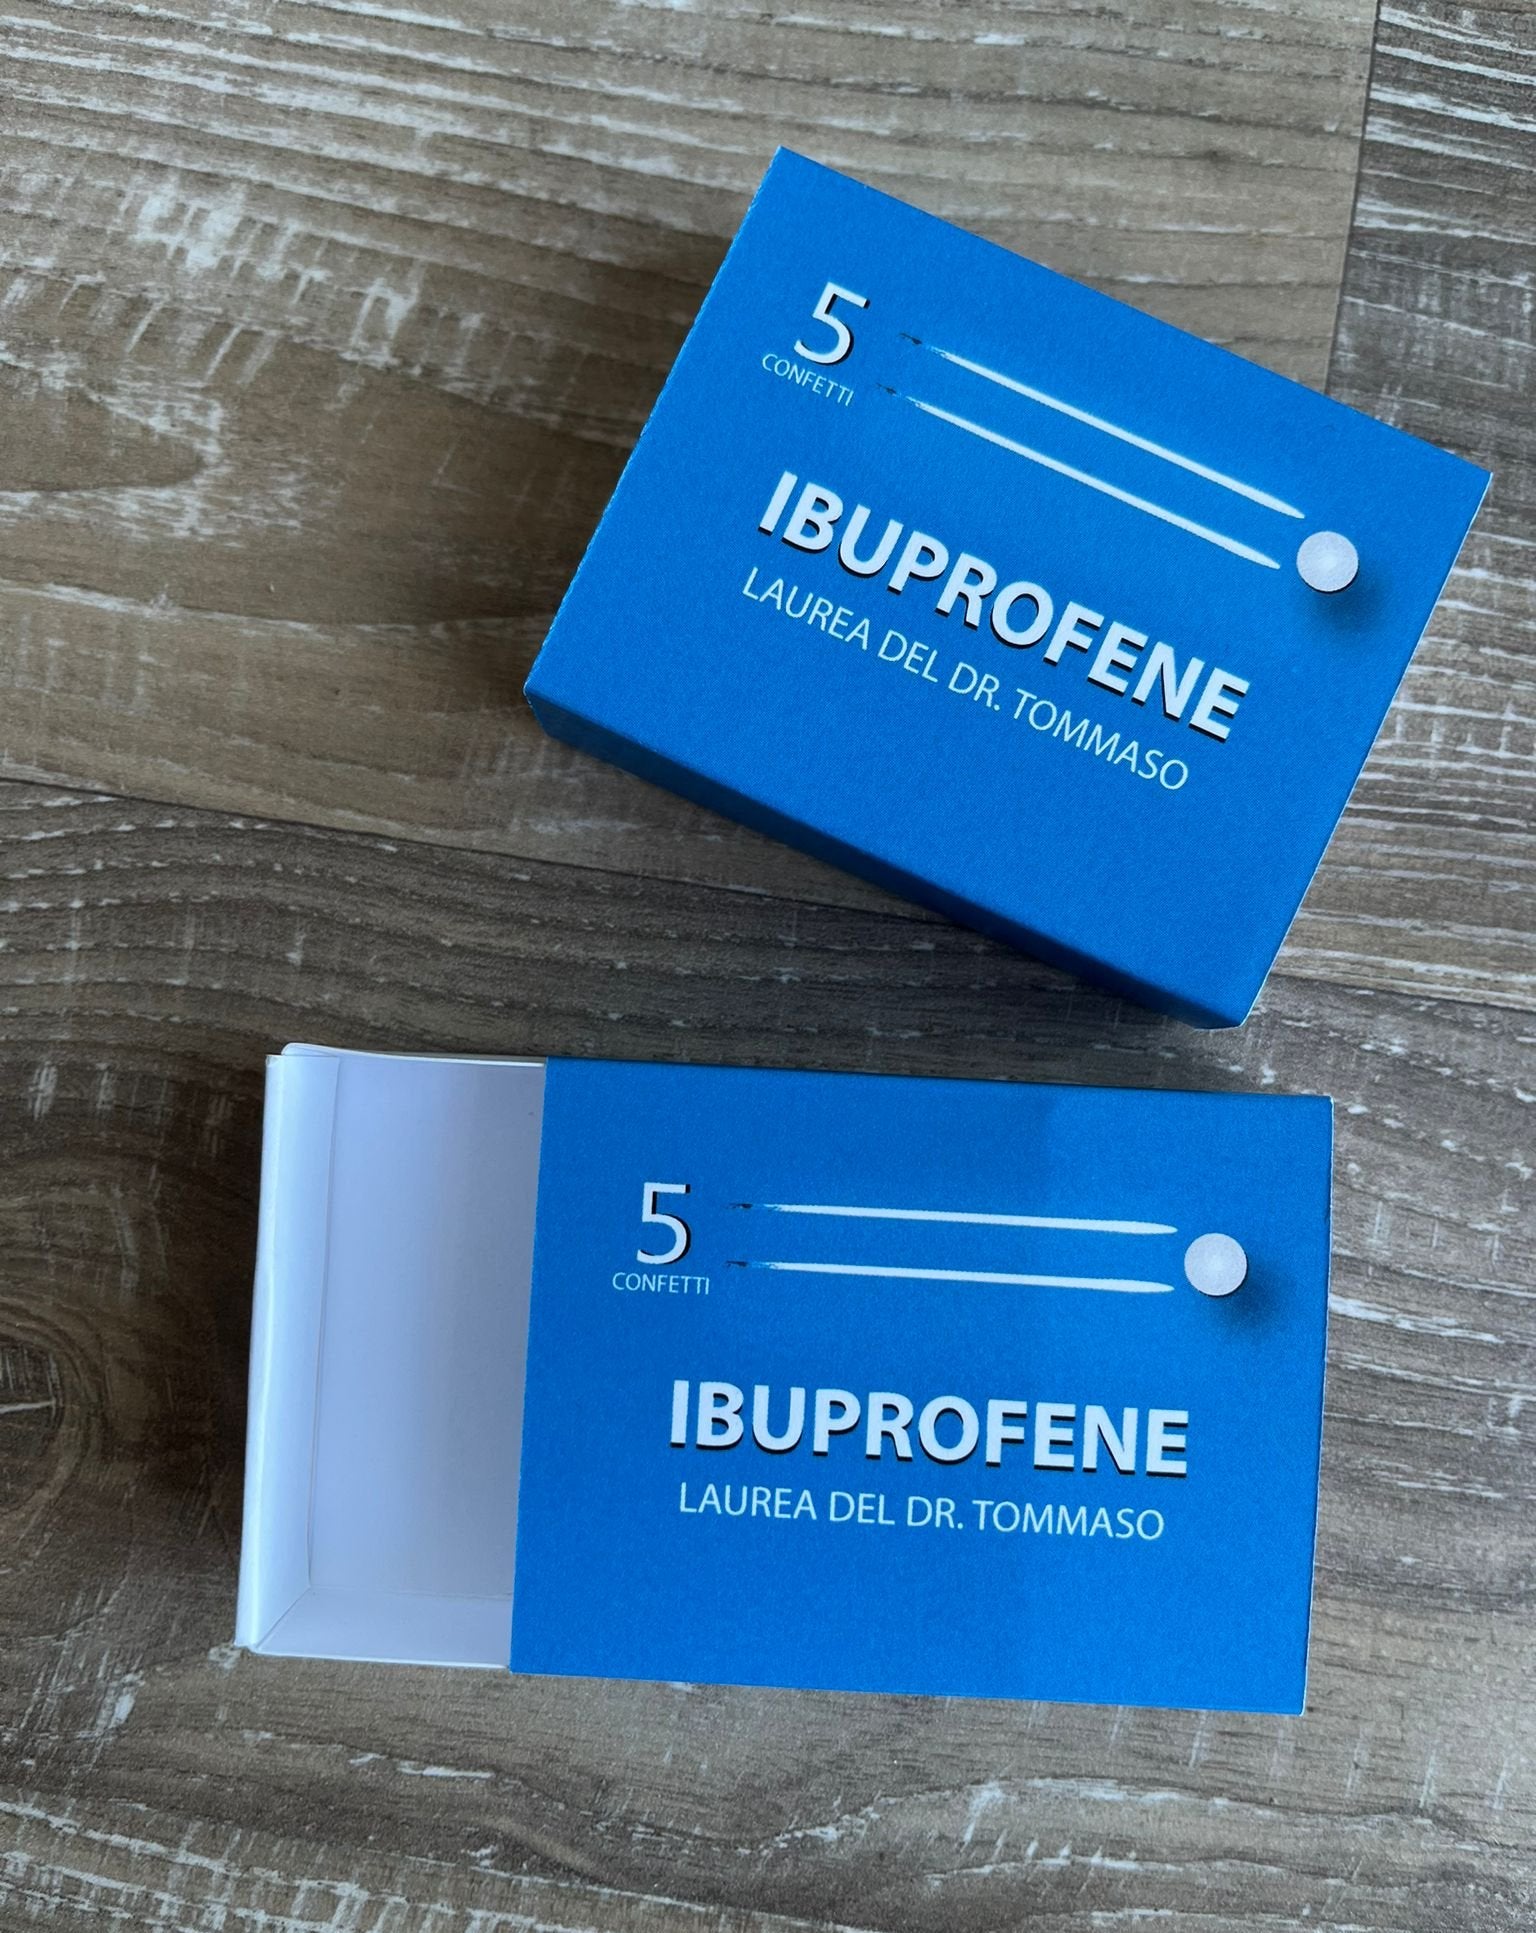 5
CONFETTI
IBUPROFENE
LAUREA DEL DR. TOMMASO
5
CONFETTI
IBUPROFENE
LAUREA DEL DR. TOMMASO